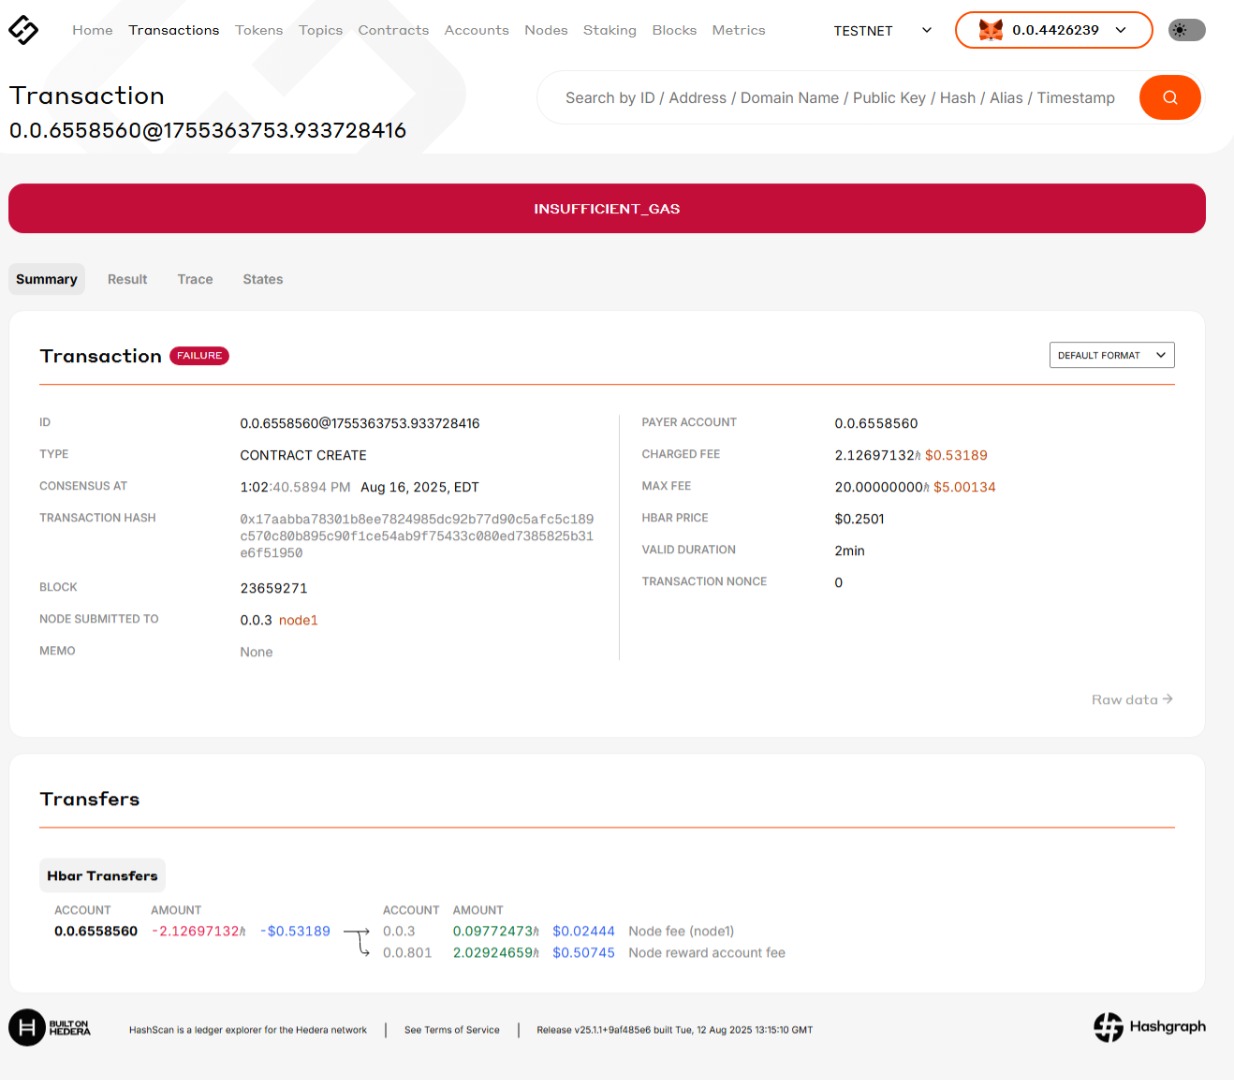 Home Transactions Tokens Topics Contracts Accounts Nodes Staking Blocks Metrics TESTNET 0.0.4426239
Transaction
0.0.6558560@1755363753.933728416
Search by ID / Address / Domain Name / Public Key / Hash / Alias / Timestamp
INSUFFICIENT_GAS
Summary Result Trace States
Transaction FAILURE DEFAULT FORMAT
ID 0.0.6558560@1755363753.933728416
TYPE CONTRACT CREATE
CONSENSUS AT 1:02:40.5894 PM Aug 16, 2025, EDT
TRANSACTION HASH 0x17aabba78301b8ee7824985dc92b77d90c5afc5c189
c570c80b895c90f1ce54ab9f75433c080ed7385825b31
e6f51950
BLOCK 23659271
NODE SUBMITTED TO 0.0.3 node1
MEMO None
PAYER ACCOUNT 0.0.6558560
CHARGED FEE 2.12697132ℏ $0.53189
MAX FEE 20.00000000ℏ $5.00134
HBAR PRICE $0.2501
VALID DURATION 2min
TRANSACTION NONCE 0
Raw data
Transfers
Hbar Transfers
ACCOUNT AMOUNT ACCOUNT AMOUNT
0.0.6558560 -2.12697132ℏ -$0.53189 0.0.3 0.09772473ℏ $0.02444 Node fee (node1)
0.0.801 2.02924659ℏ $0.50745 Node reward account fee
BUILT ON
HEDERA
HashScan is a ledger explorer for the Hedera network | See Terms of Service | Release v25.1.1+9af485e6 built Tue, 12 Aug 2025 13:15:10 GMT
Hashgraph